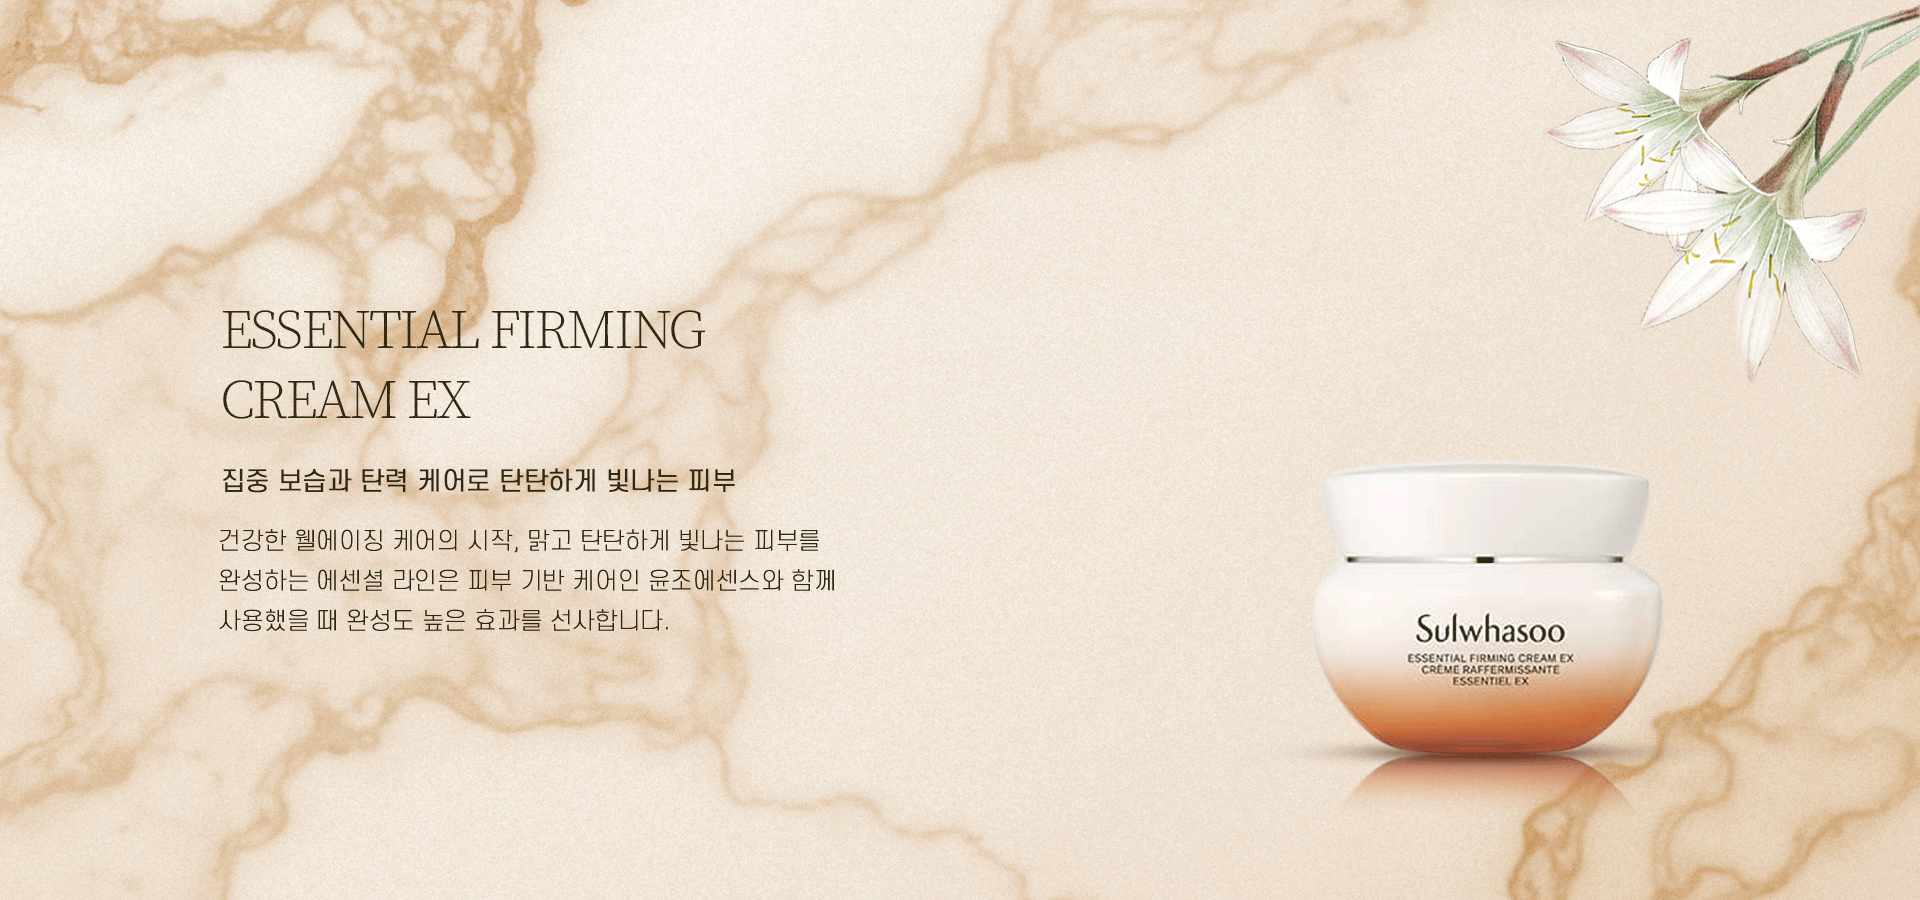 ESSENTIAL FIRMING
CREAM EX
집중 보습과 탄력 케어로 탄탄하게 빛나는 피부
건강한 웰에이징 케어의 시작, 맑고 탄탄하게 빛나는 피부를
완성하는 에센셜 라인은 피부 기반 케어인 윤조에센스와 함께
사용했을 때 완성도 높은 효과를 선사합니다.
Sulwhasoo
ESSENTIAL FIRMING CREAM EX
CRÈME RAFFERMISSANTE
ESSENTIEL EX